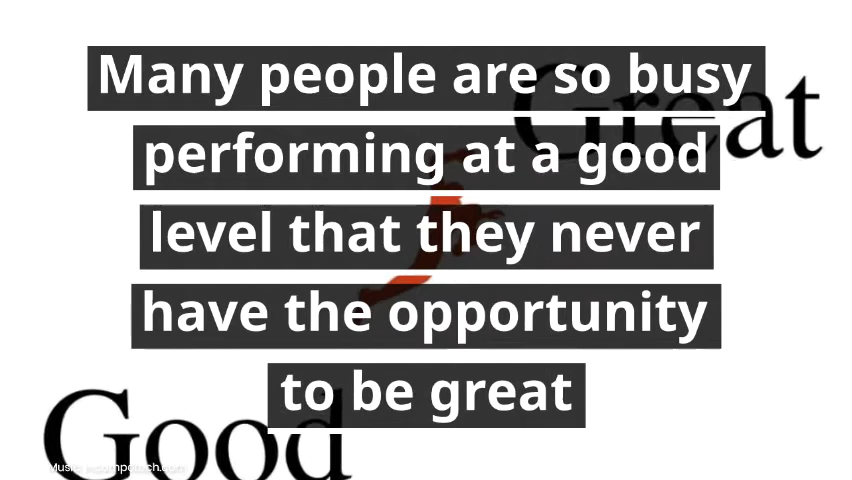 Many people are so busy
Great
performing at a good
level that they never
have the opportunity
to be great
Good